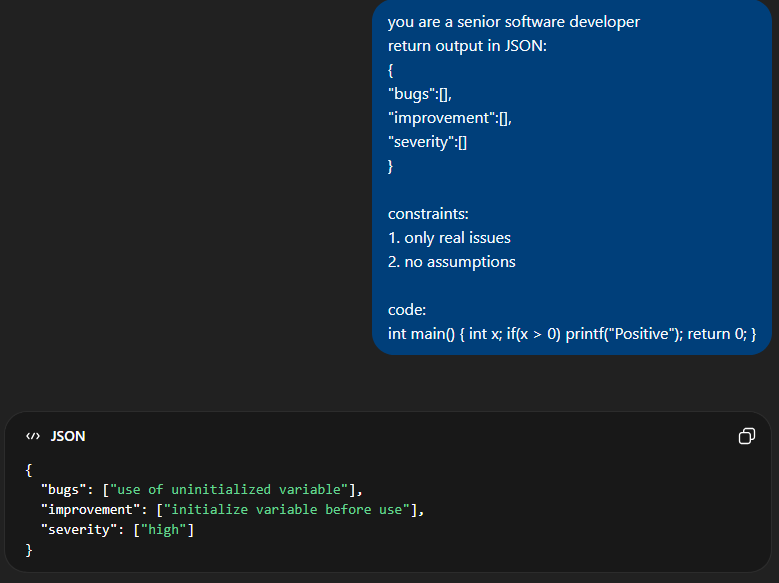 you are a senior software developer
return output in JSON:
{
"bugs":[],
"improvement":[],
"severity":[]
}
constraints:
1. only real issues
2. no assumptions
code:
int main() { int x; if(x > 0) printf("Positive"); return 0; }
</> JSON
{
"bugs": ["use of uninitialized variable"],
"improvement": ["initialize variable before use"],
"severity": ["high"]
}